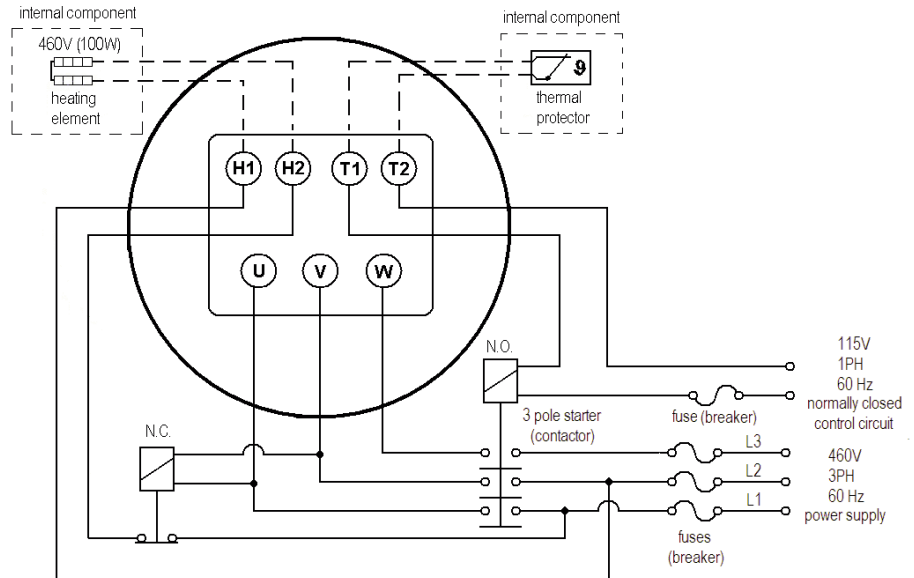 internal component
460V (100W)
heating
element
internal component
ϑ
thermal
protector
H1 H2 T1 T2
U V W
N.O.
3 pole starter
(contactor)
fuse (breaker)
115V
1PH
60 Hz
normally closed
control circuit
N.C.
L3
L2
L1
460V
3PH
60 Hz
power supply
fuses
(breaker)